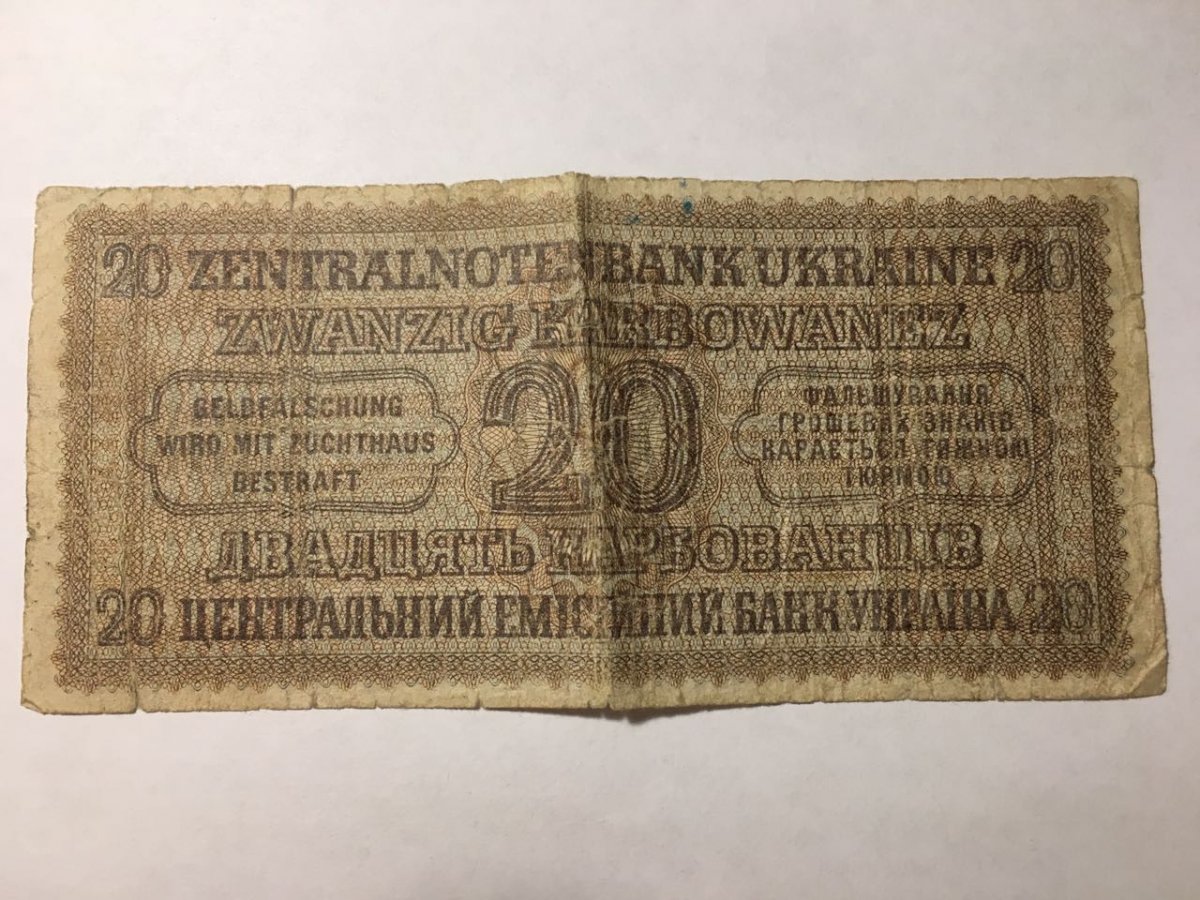 20 ZENTRALNOTENBANK UKRAINE 20
ZWANZIG KARBOWANEZ
GELDFÄLSCHUNG
WIRD MIT ZUCHTHAUS
BESTRAFT
20
ФАЛЬШУВАННЯ
ГРОШЕВИХ ЗНАКІВ
КАРАЄТЬСЯ ТЯЖКОЮ
ТЮРМОЮ
ДВАДЦЯТЬ КАРБОВАНЦІВ
20 ЦЕНТРАЛЬНИЙ ЕМІСІЙНИЙ БАНК УКРАЇНА 20